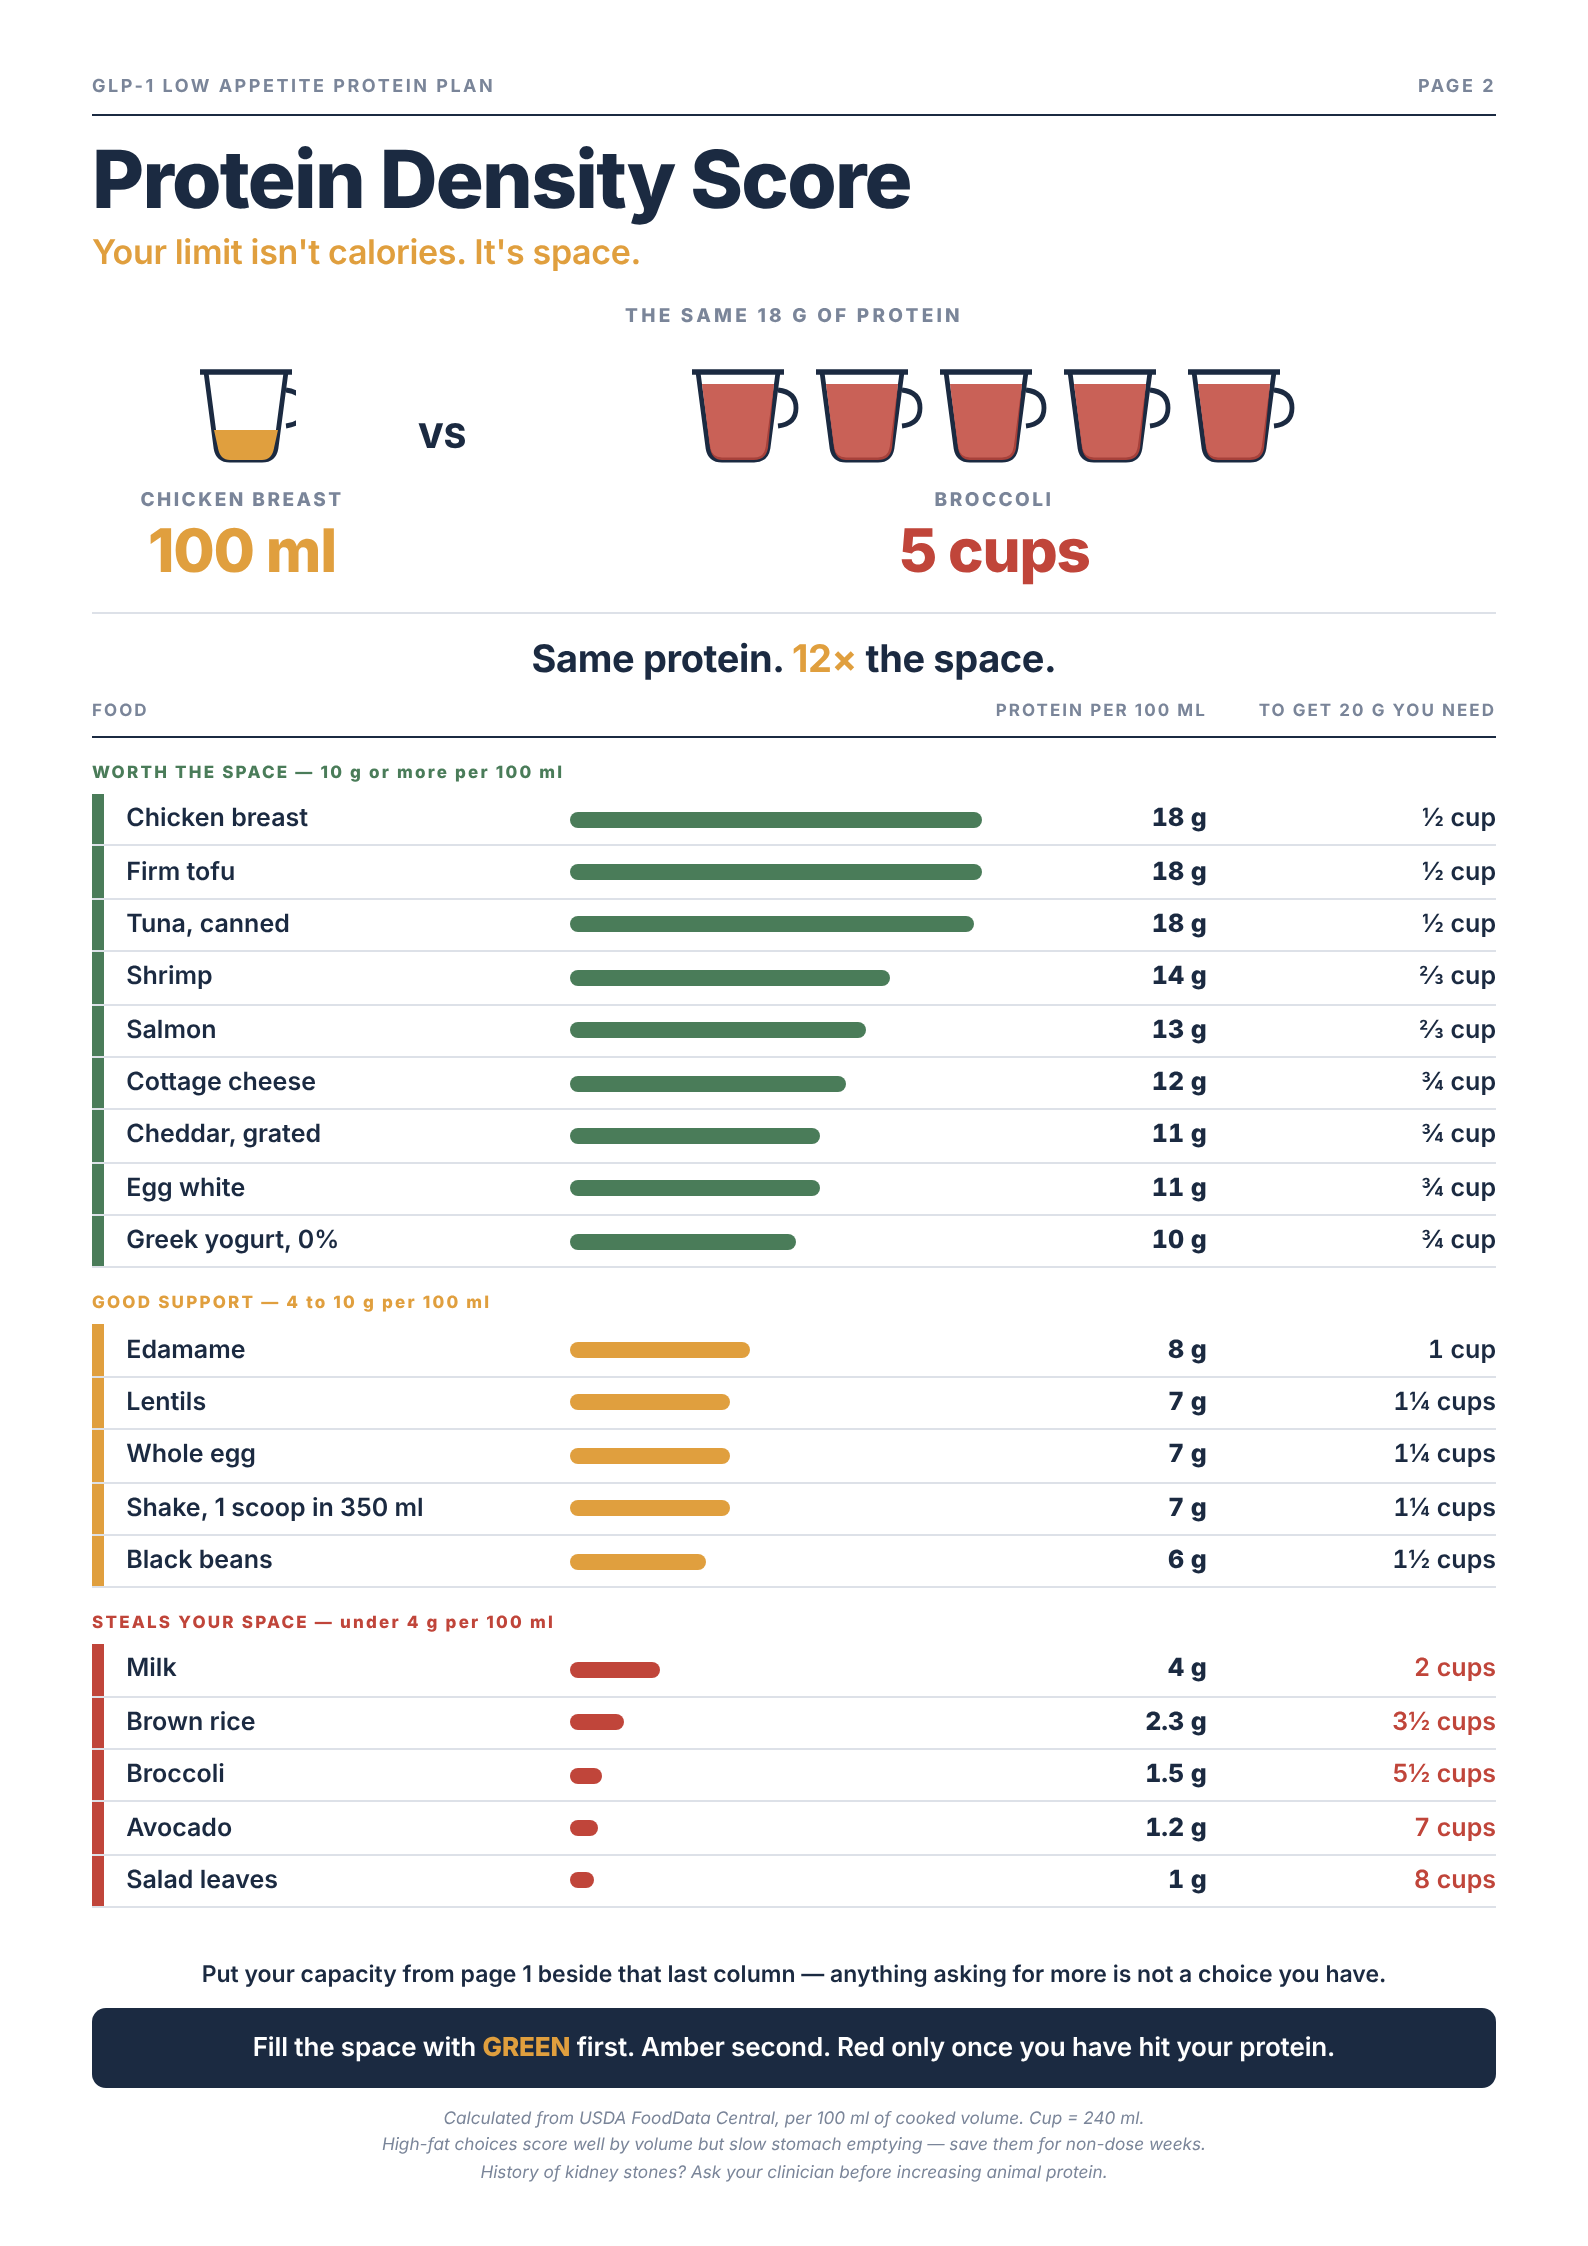 GLP-1 LOW APPETITE PROTEIN PLAN PAGE 2
Protein Density Score
Your limit isn't calories. It's space.
THE SAME 18 G OF PROTEIN
vs
CHICKEN BREAST BROCCOLI
100 ml 5 cups
Same protein. 12× the space.
FOOD PROTEIN PER 100 ML TO GET 20 G YOU NEED
WORTH THE SPACE — 10 g or more per 100 ml
Chicken breast 18 g ½ cup
Firm tofu 18 g ½ cup
Tuna, canned 18 g ½ cup
Shrimp 14 g ⅔ cup
Salmon 13 g ⅔ cup
Cottage cheese 12 g ¾ cup
Cheddar, grated 11 g ¾ cup
Egg white 11 g ¾ cup
Greek yogurt, 0% 10 g ¾ cup
GOOD SUPPORT — 4 to 10 g per 100 ml
Edamame 8 g 1 cup
Lentils 7 g 1¼ cups
Whole egg 7 g 1¼ cups
Shake, 1 scoop in 350 ml 7 g 1¼ cups
Black beans 6 g 1½ cups
STEALS YOUR SPACE — under 4 g per 100 ml
Milk 4 g 2 cups
Brown rice 2.3 g 3½ cups
Broccoli 1.5 g 5½ cups
Avocado 1.2 g 7 cups
Salad leaves 1 g 8 cups
Put your capacity from page 1 beside that last column — anything asking for more is not a choice you have.
Fill the space with GREEN first. Amber second. Red only once you have hit your protein.
Calculated from USDA FoodData Central, per 100 ml of cooked volume. Cup = 240 ml.
High-fat choices score well by volume but slow stomach emptying — save them for non-dose weeks.
History of kidney stones? Ask your clinician before increasing animal protein.